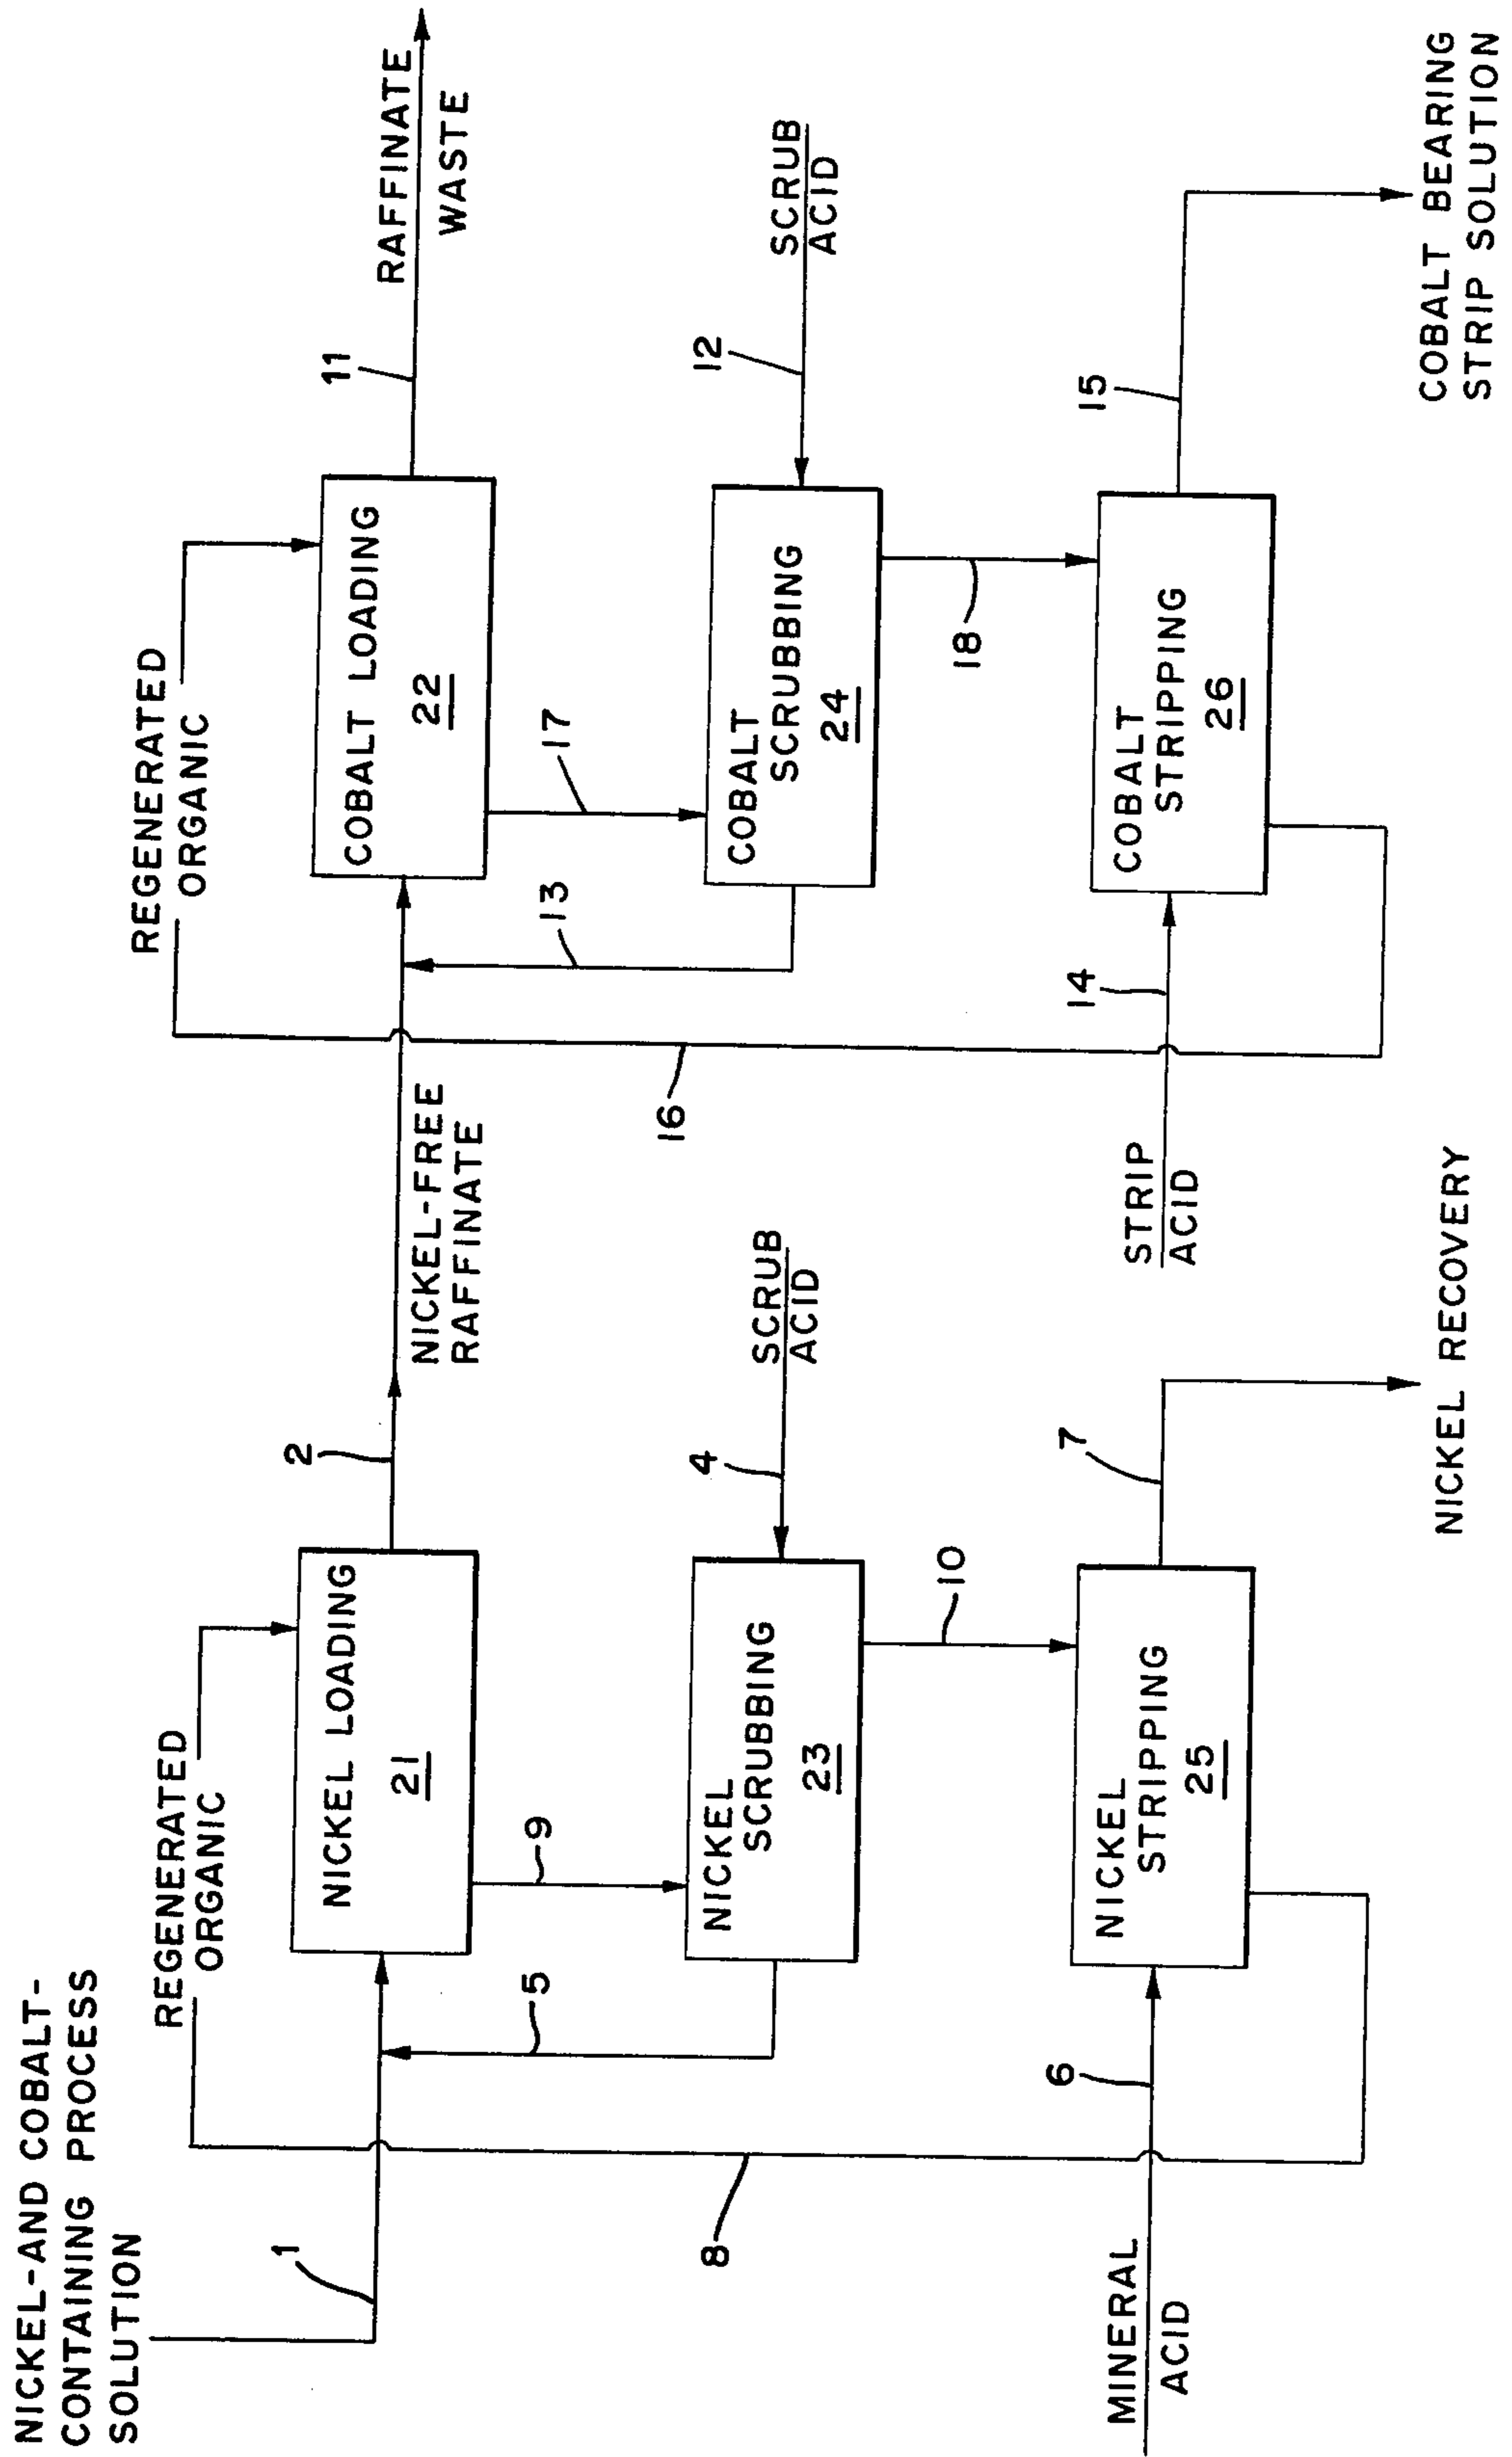 NICKEL-AND COBALT-
CONTAINING PROCESS
SOLUTION
1
REGENERATED
ORGANIC
NICKEL LOADING
21
2
NICKEL-FREE
RAFFINATE
REGENERATED
ORGANIC
COBALT LOADING
22
11
RAFFINATE
WASTE
5
9
8
NICKEL
SCRUBBING
23
4
SCRUB
ACID
16
13
17
COBALT
SCRUBBING
24
12
SCRUB
ACID
10
18
MINERAL
ACID
6
NICKEL
STRIPPING
25
7
NICKEL RECOVERY
STRIP
ACID
14
COBALT
STRIPPING
26
15
COBALT BEARING
STRIP SOLUTION